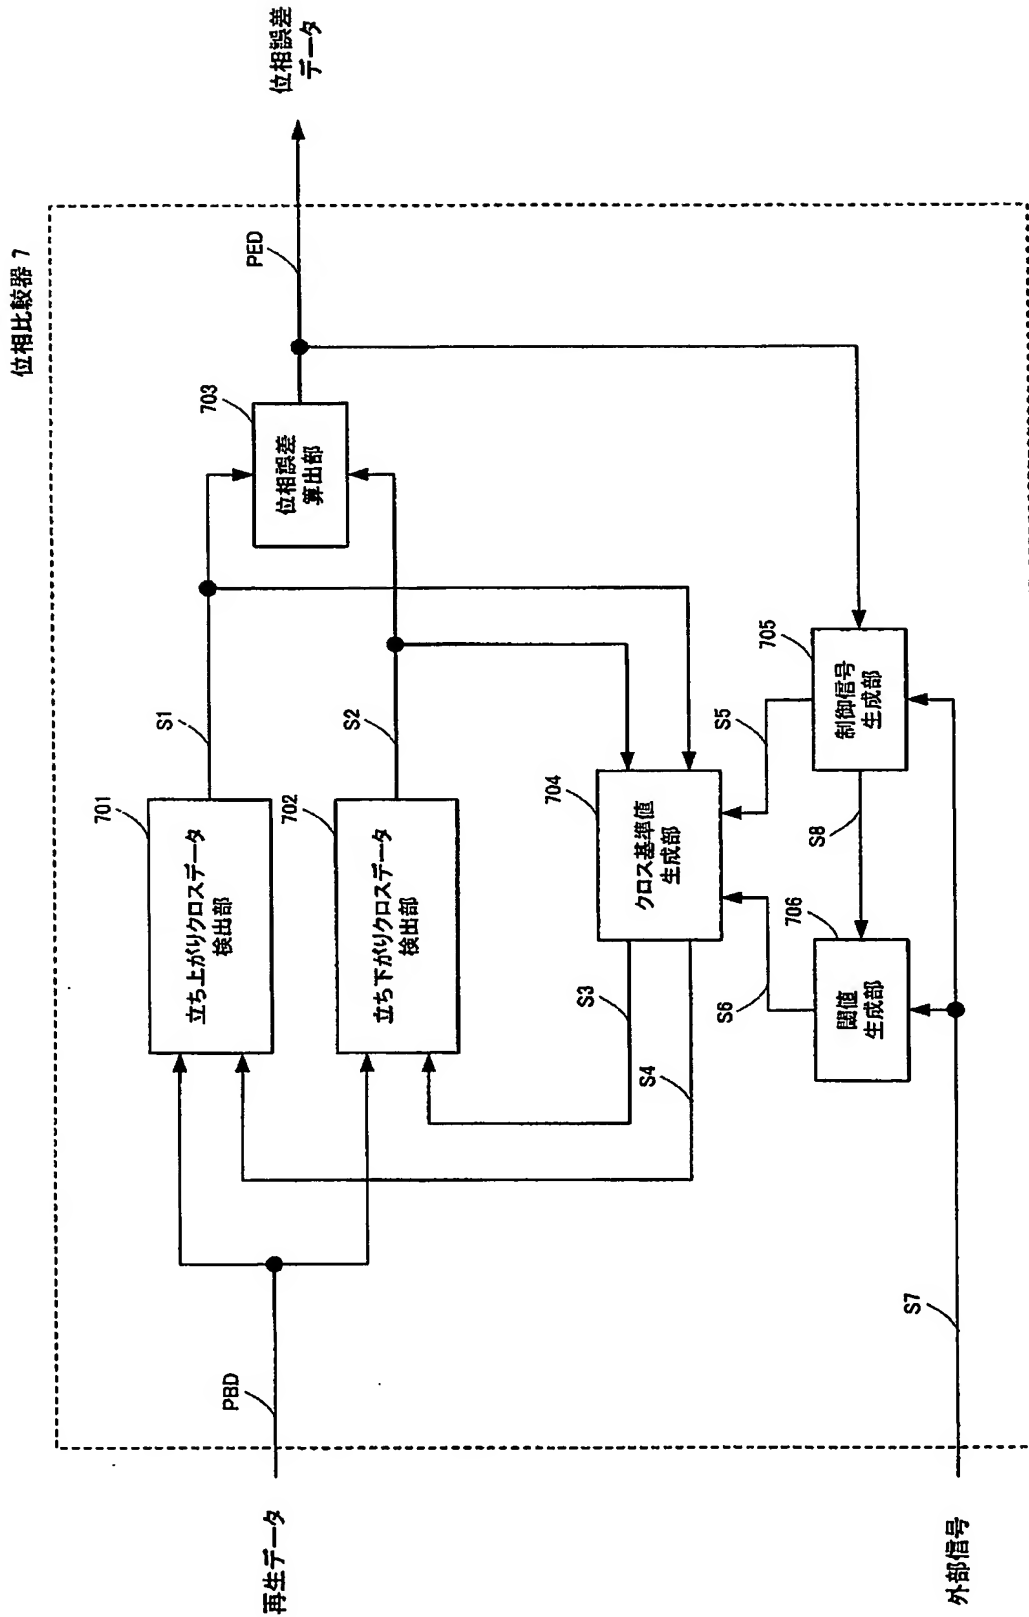 位相比較器 7
再生データ
PBD
701
立ち上がりクロスデータ
検出部
S1
702
立ち下がりクロスデータ
検出部
S2
703
位相誤差
算出部
PED
位相誤差
データ
S3
S4
704
クロス基準値
生成部
S5
S6
705
制御信号
生成部
S8
706
閾値
生成部
S7
外部信号